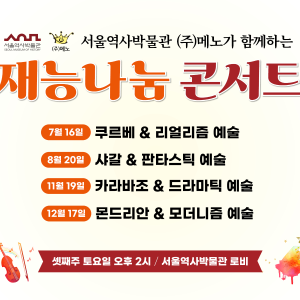 서울역사박물관
SEOUL MUSEUM OF HISTORY
(주)메노
서울역사박물관 (주)메노가 함께하는
재능나눔 콘서트
7월 16일 쿠르베 & 리얼리즘 예술
8월 20일 샤갈 & 판타스틱 예술
11월 19일 카라바조 & 드라마틱 예술
12월 17일 몬드리안 & 모더니즘 예술
셋째주 토요일 오후 2시 / 서울역사박물관 로비